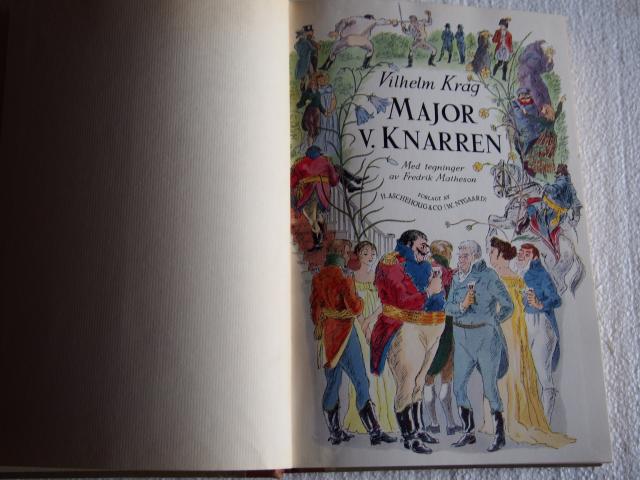 Vilhelm Krag
MAJOR
V. KNARREN
Med tegninger
av Fredrik Matheson
FORLAGT AV
H. ASCHEHOUG & CO (W. NYGAARD)